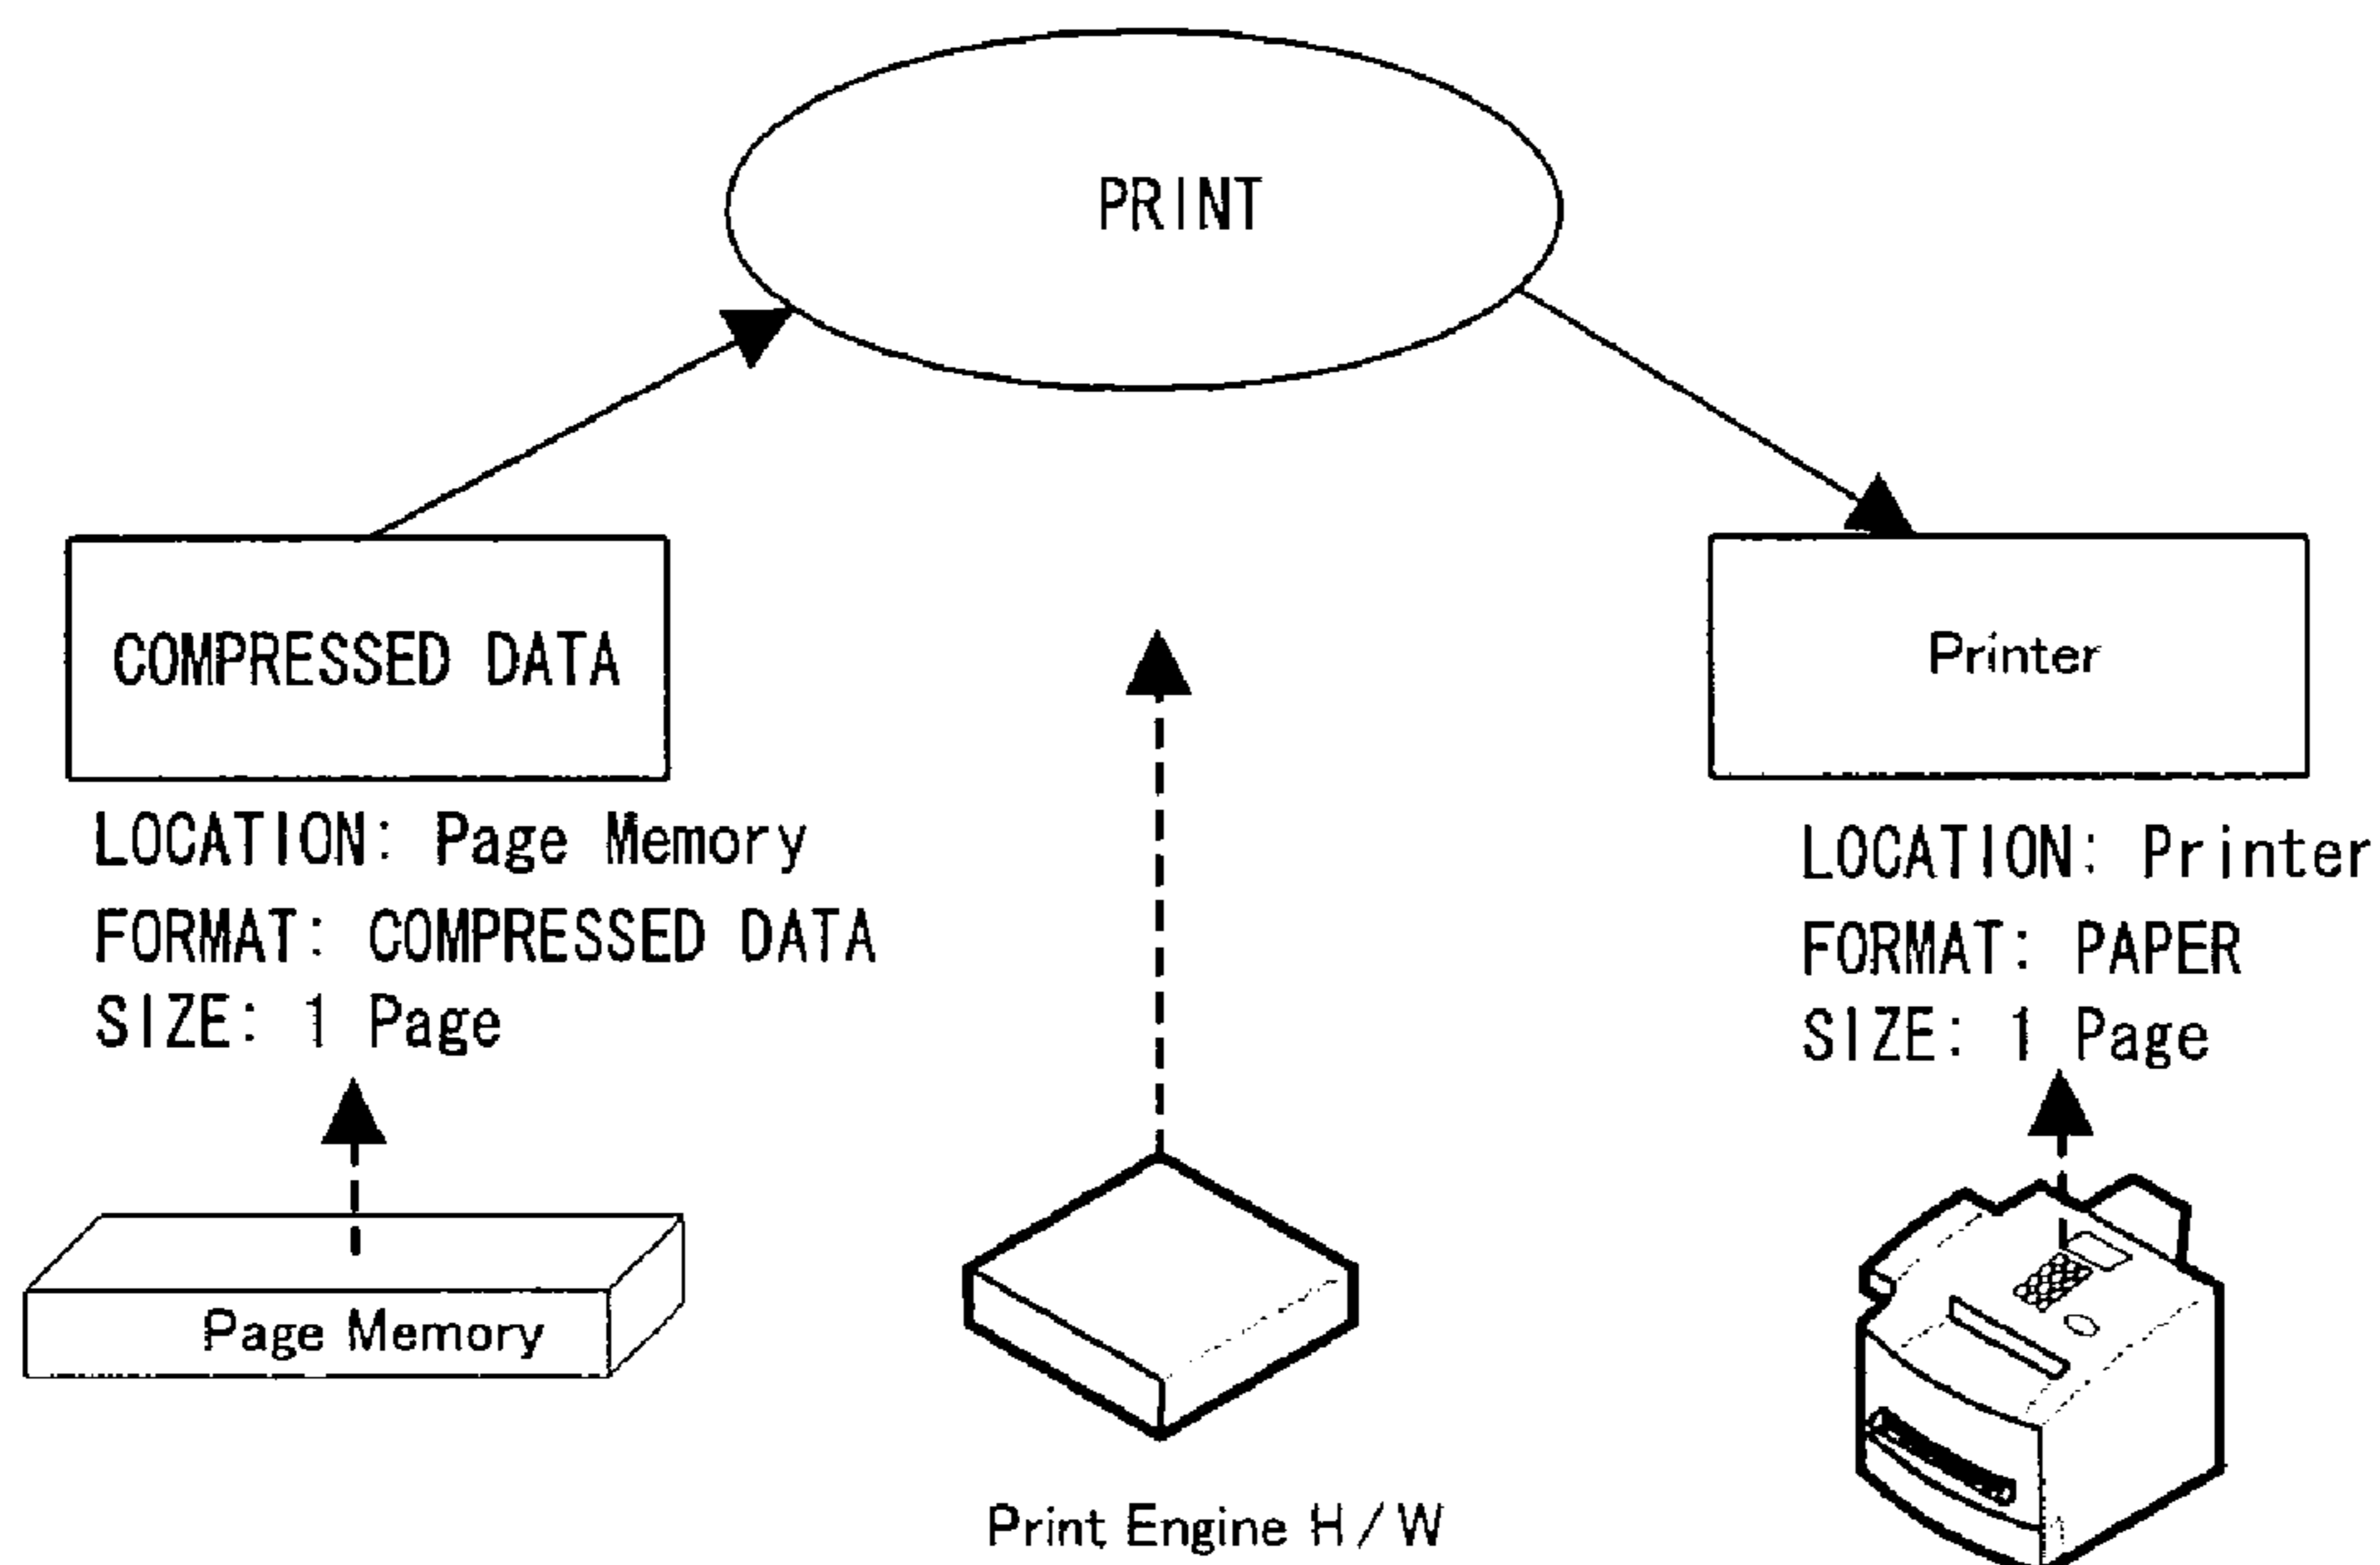 PRINT
COMPRESSED DATA
Printer
LOCATION: Page Memory
FORMAT: COMPRESSED DATA
SIZE: 1 Page
LOCATION: Printer
FORMAT: PAPER
SIZE: 1 Page
Page Memory
Print Engine H/W